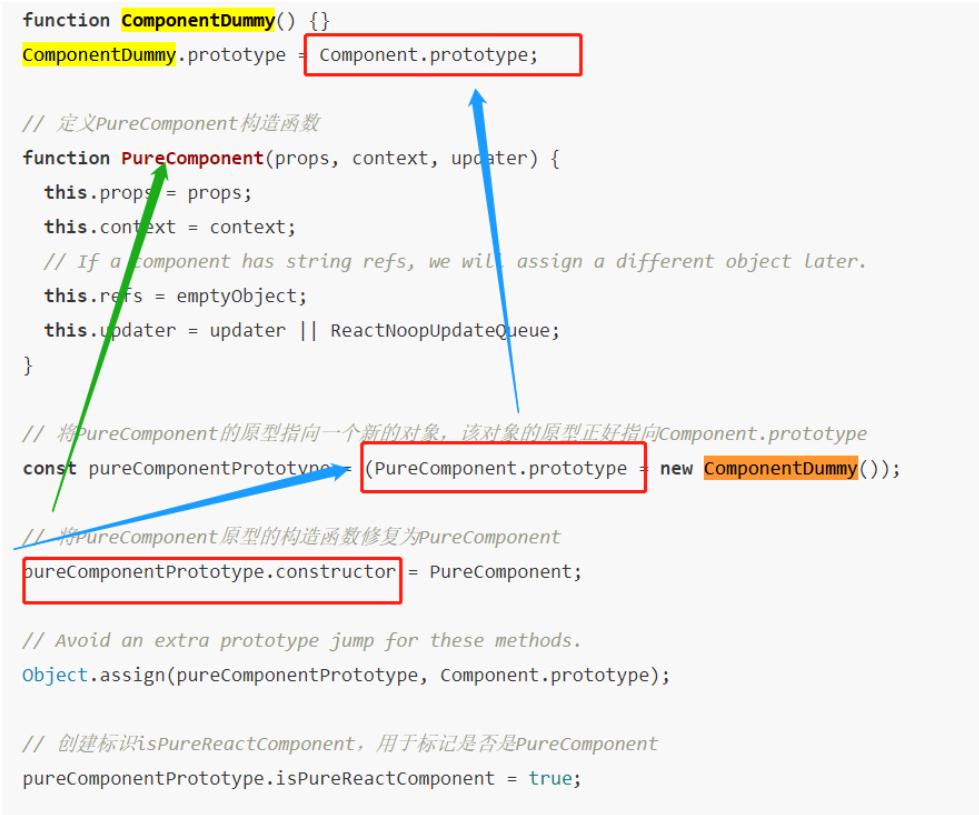 function ComponentDummy() {}
ComponentDummy.prototype = Component.prototype;
// 定义PureComponent构造函数
function PureComponent(props, context, updater) {
this.props = props;
this.context = context;
// If a component has string refs, we will assign a different object later.
this.refs = emptyObject;
this.updater = updater || ReactNoopUpdateQueue;
}
// 将PureComponent的原型指向一个新的对象，该对象的原型正好指向Component.prototype
const pureComponentPrototype = (PureComponent.prototype = new ComponentDummy());
// 将PureComponent原型的构造函数修复为PureComponent
pureComponentPrototype.constructor = PureComponent;
// Avoid an extra prototype jump for these methods.
Object.assign(pureComponentPrototype, Component.prototype);
// 创建标识isPureReactComponent，用于标记是否是PureComponent
pureComponentPrototype.isPureReactComponent = true;